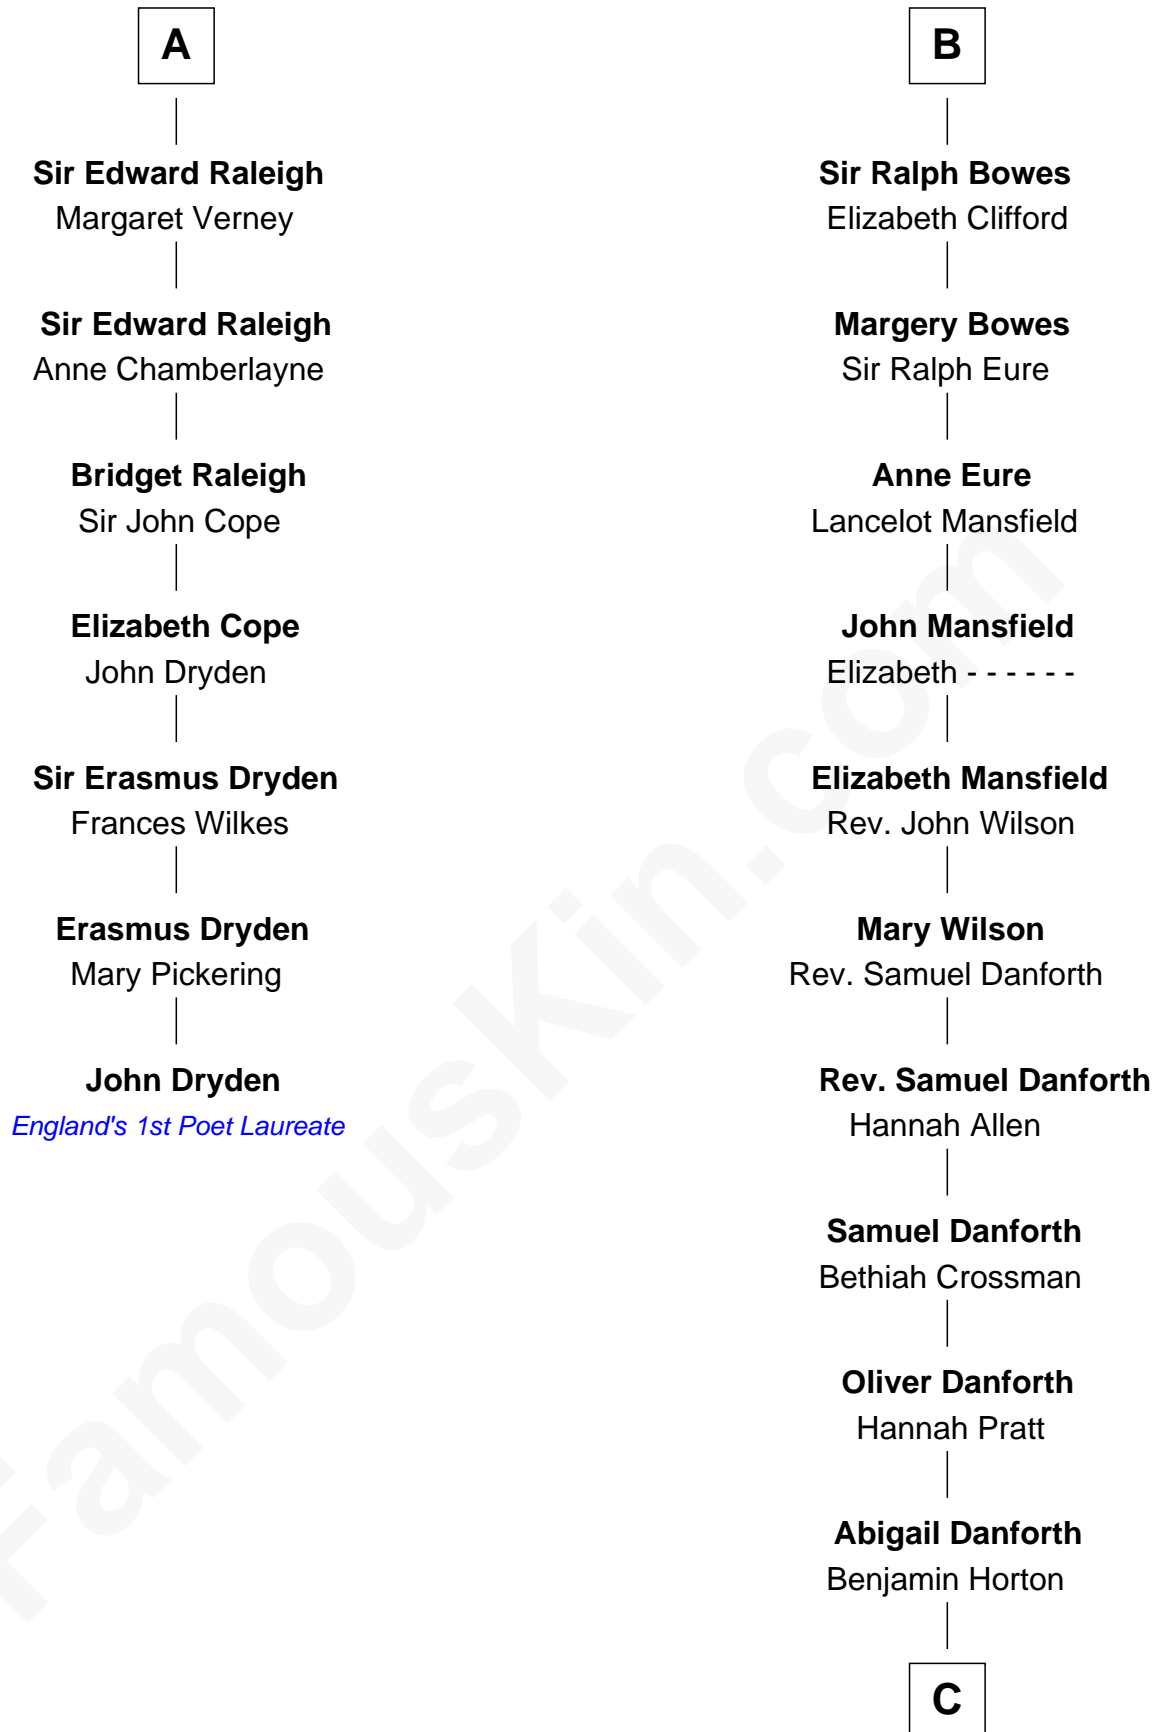 A
Sir Edward Raleigh
Margaret Verney
Sir Edward Raleigh
Anne Chamberlayne
Bridget Raleigh
Sir John Cope
Elizabeth Cope
John Dryden
Sir Erasmus Dryden
Frances Wilkes
Erasmus Dryden
Mary Pickering
John Dryden
England's 1st Poet Laureate
B
Sir Ralph Bowes
Elizabeth Clifford
Margery Bowes
Sir Ralph Eure
Anne Eure
Lancelot Mansfield
John Mansfield
Elizabeth - - - - - -
Elizabeth Mansfield
Rev. John Wilson
Mary Wilson
Rev. Samuel Danforth
Rev. Samuel Danforth
Hannah Allen
Samuel Danforth
Bethiah Crossman
Oliver Danforth
Hannah Pratt
Abigail Danforth
Benjamin Horton
C
FamousKin.com